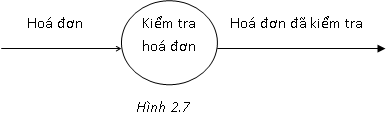 Hoá đơn
Kiểm tra
hoá đơn
Hoá đơn đã kiểm tra
Hình 2.7